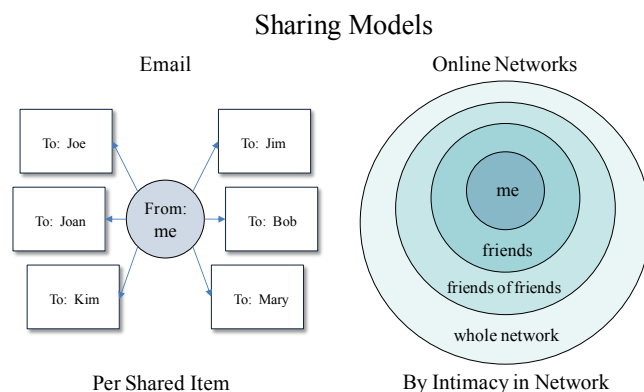 Sharing Models
Email
To: Joe
To: Jim
To: Joan
From:
me
To: Bob
To: Kim
To: Mary
Per Shared Item
Online Networks
me
friends
friends of friends
whole network
By Intimacy in Network